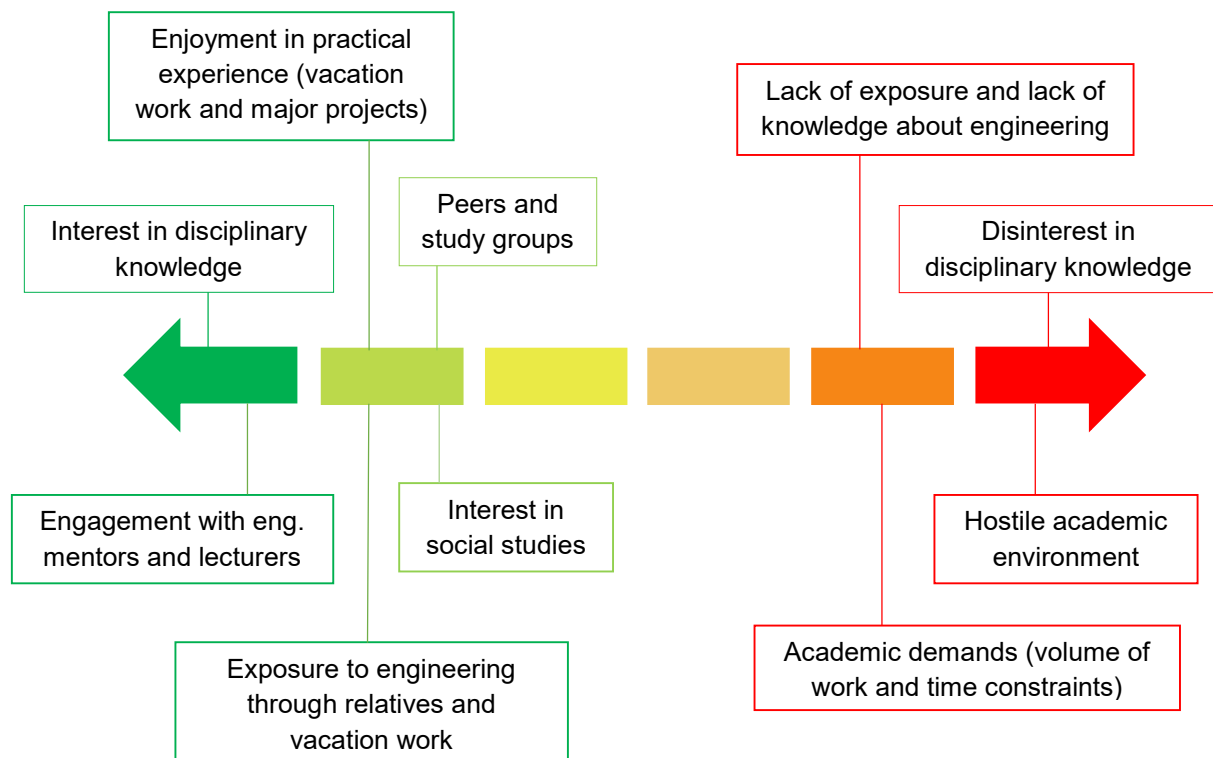 Enjoyment in practical
experience (vacation
work and major projects)
Lack of exposure and lack of
knowledge about engineering
Interest in disciplinary
knowledge
Peers and
study groups
Disinterest in
disciplinary knowledge
Engagement with eng.
mentors and lecturers
Interest in
social studies
Hostile academic
environment
Exposure to engineering
through relatives and
vacation work
Academic demands (volume of
work and time constraints)